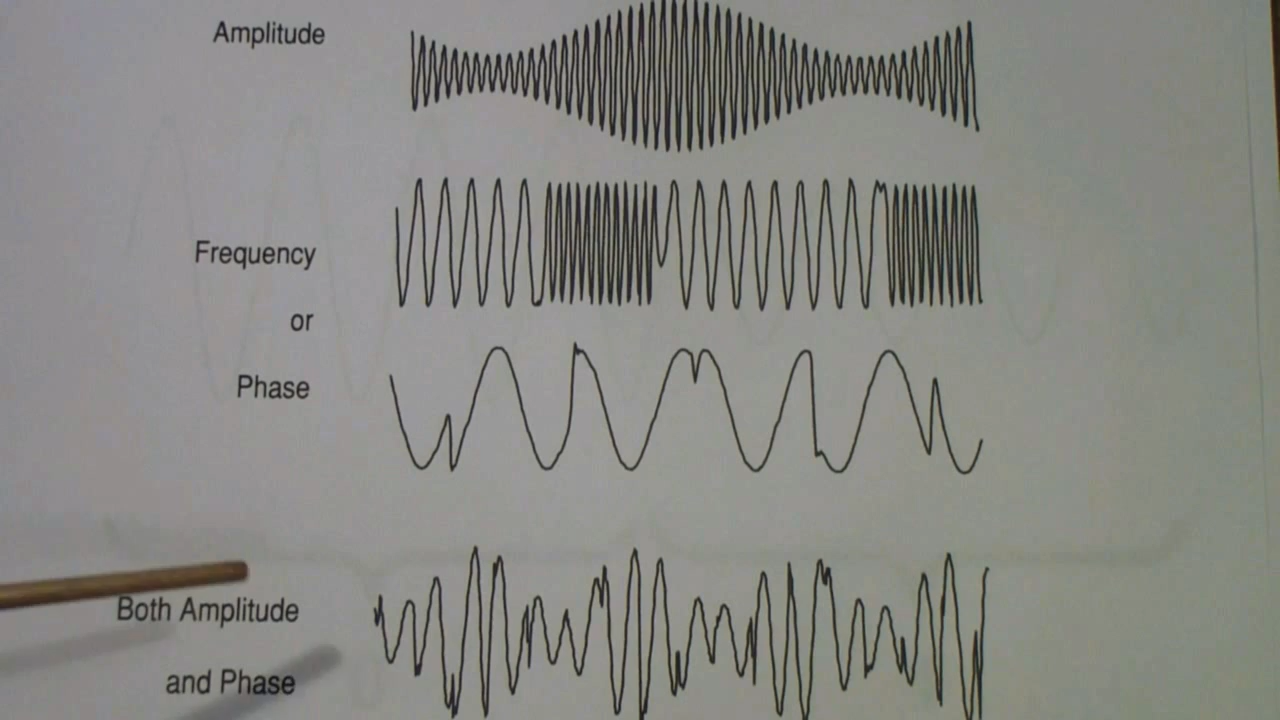 Amplitude
Frequency
or
Phase
Both Amplitude
and Phase